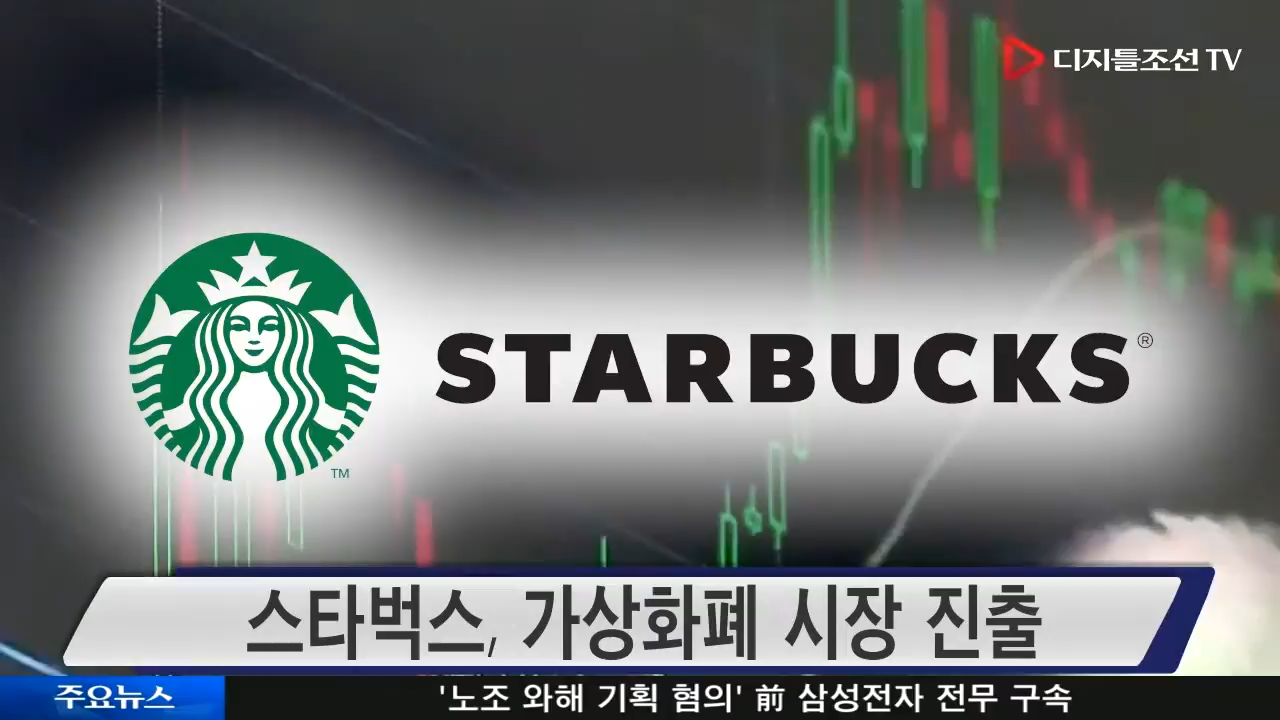 디지틀조선 TV
STARBUCKS®
TM
스타벅스, 가상화폐 시장 진출
주요뉴스
'노조 와해 기획 혐의' 前 삼성전자 전무 구속